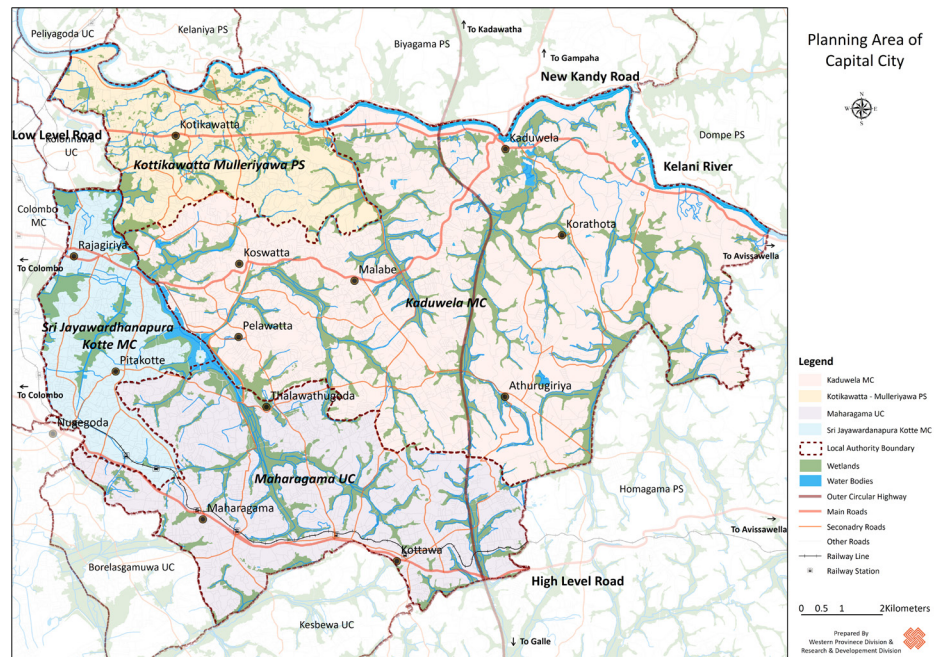 Planning Area of
Capital City
N
W
E
S
Peliyagoda UC
Kelaniya PS
Biyagama PS
To Kadawatha
To Gampaha
New Kandy Road
Low Level Road
Kolonnawa
UC
Kotikawatta
Kottikawatta Mulleriyawa PS
Kaduwela
Dompe PS
Kelani River
Colombo
MC
Rajagiriya
To Colombo
Koswatta
Malabe
Korathota
To Avissawella
Kaduwela MC
Sri Jayawardhanapura
Kotte MC
Pelawatta
Pitakotte
To Colombo
Athurugiriya
Thalawathugoda
Nugegoda
Maharagama UC
Homagama PS
Maharagama
To Avissawella
Kottawa
Borelasgamuwa UC
High Level Road
Kesbewa UC
To Galle
Legend
Kaduwela MC
Kotikawatta - Mulleriyawa PS
Maharagama UC
Sri Jayawardanapura Kotte MC
Local Authority Boundary
Wetlands
Water Bodies
Outer Circular Highway
Main Roads
Seconadry Roads
Other Roads
Railway Line
Railway Station
0 0.5 1 2Kilometers
Prepared By
Western Provinece Division &
Research & Developement Division